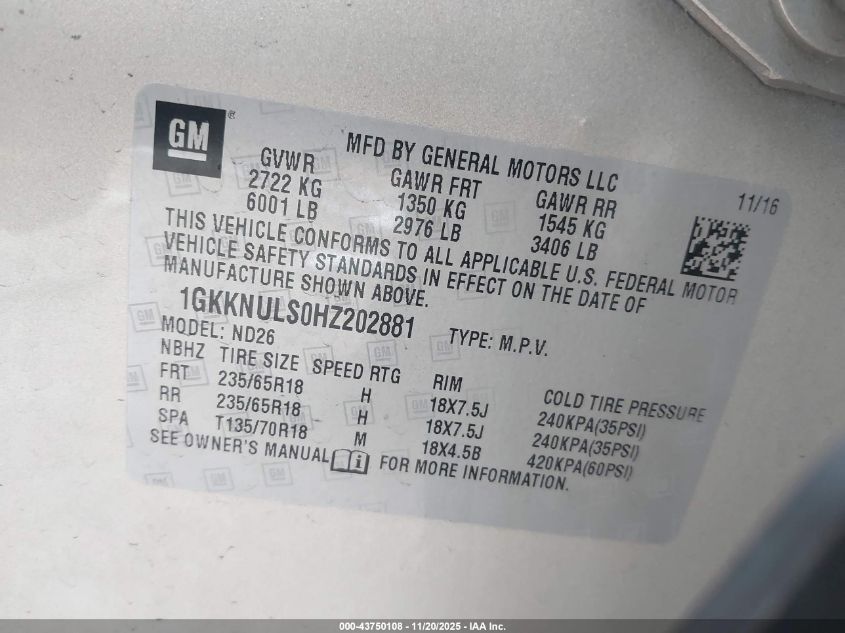 GM ®
MFD BY GENERAL MOTORS LLC
11/16
GVWR GAWR FRT GAWR RR
2722 KG 1350 KG 1545 KG
6001 LB 2976 LB 3406 LB
THIS VEHICLE CONFORMS TO ALL APPLICABLE U.S. FEDERAL MOTOR
VEHICLE SAFETY STANDARDS IN EFFECT ON THE DATE OF
MANUFACTURE SHOWN ABOVE.
1GKKNULS0HZ202881
MODEL: ND26 TYPE: M.P.V.
NBHZ TIRE SIZE SPEED RTG RIM COLD TIRE PRESSURE
FRT 235/65R18 H 18X7.5J 240KPA(35PSI)
RR 235/65R18 H 18X7.5J 240KPA(35PSI)
SPA T135/70R18 M 18X4.5B 420KPA(60PSI)
SEE OWNER'S MANUAL FOR MORE INFORMATION.
000-43750108 - 11/20/2025 - IAA Inc.